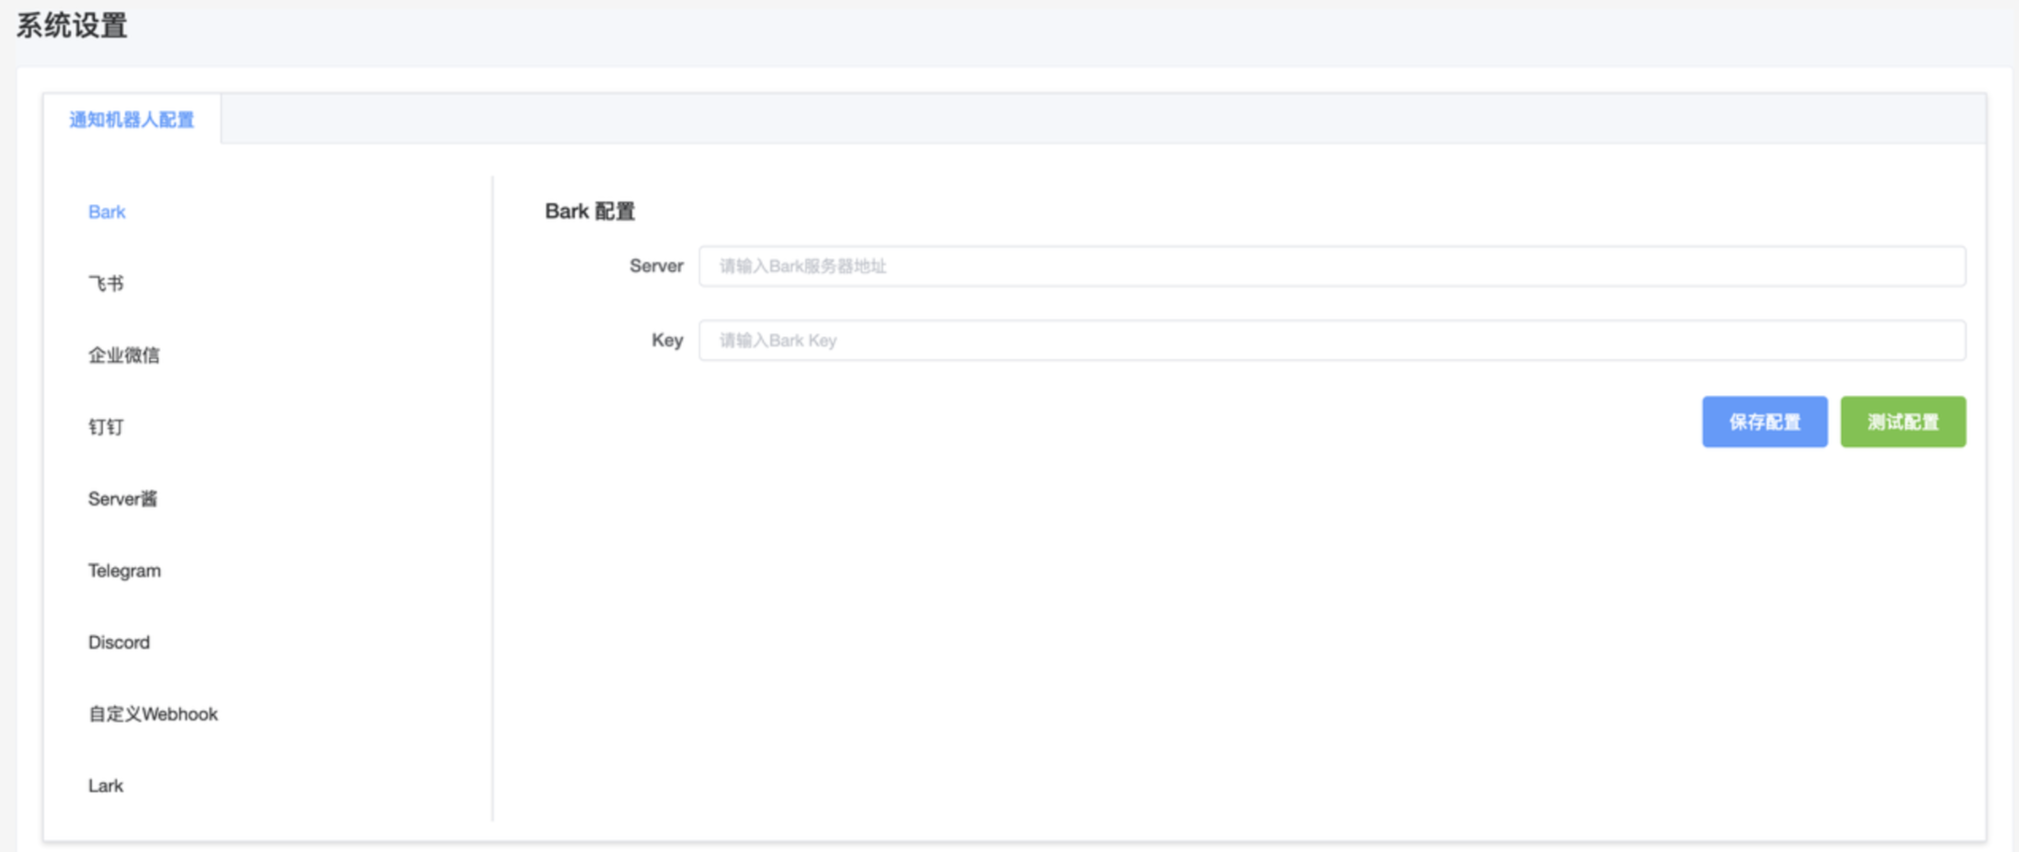 系统设置
通知机器人配置
Bark
飞书
企业微信
钉钉
Server酱
Telegram
Discord
自定义Webhook
Lark
Bark 配置
Server 请输入Bark服务器地址
Key 请输入Bark Key
保存配置 测试配置